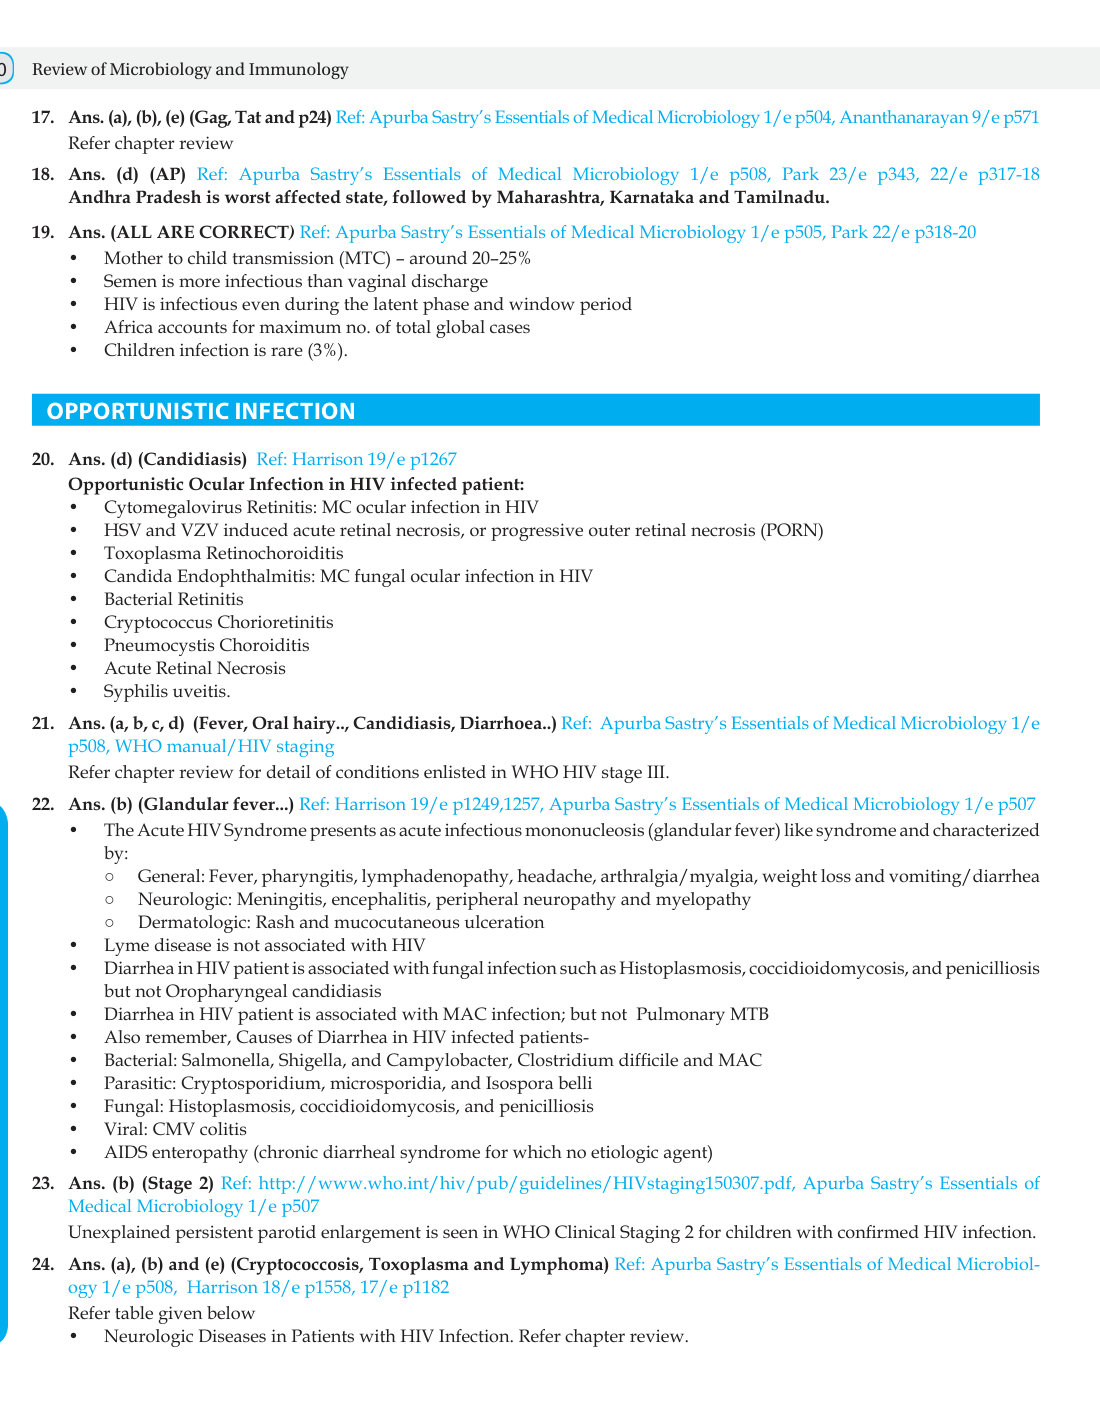 0 Review of Microbiology and Immunology
17. Ans. (a), (b), (e) (Gag, Tat and p24) Ref: Apurba Sastry's Essentials of Medical Microbiology 1/e p504, Ananthanarayan 9/e p571
Refer chapter review
18. Ans. (d) (AP) Ref: Apurba Sastry's Essentials of Medical Microbiology 1/e p508, Park 23/e p343, 22/e p317-18
Andhra Pradesh is worst affected state, followed by Maharashtra, Karnataka and Tamilnadu.
19. Ans. (ALL ARE CORRECT) Ref: Apurba Sastry's Essentials of Medical Microbiology 1/e p505, Park 22/e p318-20
• Mother to child transmission (MTC) – around 20–25%
• Semen is more infectious than vaginal discharge
• HIV is infectious even during the latent phase and window period
• Africa accounts for maximum no. of total global cases
• Children infection is rare (3%).
OPPORTUNISTIC INFECTION
20. Ans. (d) (Candidiasis) Ref: Harrison 19/e p1267
Opportunistic Ocular Infection in HIV infected patient:
• Cytomegalovirus Retinitis: MC ocular infection in HIV
• HSV and VZV induced acute retinal necrosis, or progressive outer retinal necrosis (PORN)
• Toxoplasma Retinochoroiditis
• Candida Endophthalmitis: MC fungal ocular infection in HIV
• Bacterial Retinitis
• Cryptococcus Chorioretinitis
• Pneumocystis Choroiditis
• Acute Retinal Necrosis
• Syphilis uveitis.
21. Ans. (a, b, c, d) (Fever, Oral hairy.., Candidiasis, Diarrhoea..) Ref: Apurba Sastry's Essentials of Medical Microbiology 1/e
p508, WHO manual/HIV staging
Refer chapter review for detail of conditions enlisted in WHO HIV stage III.
22. Ans. (b) (Glandular fever...) Ref: Harrison 19/e p1249,1257, Apurba Sastry's Essentials of Medical Microbiology 1/e p507
• The Acute HIV Syndrome presents as acute infectious mononucleosis (glandular fever) like syndrome and characterized
by:
○ General: Fever, pharyngitis, lymphadenopathy, headache, arthralgia/myalgia, weight loss and vomiting/diarrhea
○ Neurologic: Meningitis, encephalitis, peripheral neuropathy and myelopathy
○ Dermatologic: Rash and mucocutaneous ulceration
• Lyme disease is not associated with HIV
• Diarrhea in HIV patient is associated with fungal infection such as Histoplasmosis, coccidioidomycosis, and penicilliosis
but not Oropharyngeal candidiasis
• Diarrhea in HIV patient is associated with MAC infection; but not Pulmonary MTB
• Also remember, Causes of Diarrhea in HIV infected patients-
• Bacterial: Salmonella, Shigella, and Campylobacter, Clostridium difficile and MAC
• Parasitic: Cryptosporidium, microsporidia, and Isospora belli
• Fungal: Histoplasmosis, coccidioidomycosis, and penicilliosis
• Viral: CMV colitis
• AIDS enteropathy (chronic diarrheal syndrome for which no etiologic agent)
23. Ans. (b) (Stage 2) Ref: http://www.who.int/hiv/pub/guidelines/HIVstaging150307.pdf, Apurba Sastry's Essentials of
Medical Microbiology 1/e p507
Unexplained persistent parotid enlargement is seen in WHO Clinical Staging 2 for children with confirmed HIV infection.
24. Ans. (a), (b) and (e) (Cryptococcosis, Toxoplasma and Lymphoma) Ref: Apurba Sastry's Essentials of Medical Microbiol-
ogy 1/e p508, Harrison 18/e p1558, 17/e p1182
Refer table given below
• Neurologic Diseases in Patients with HIV Infection. Refer chapter review.